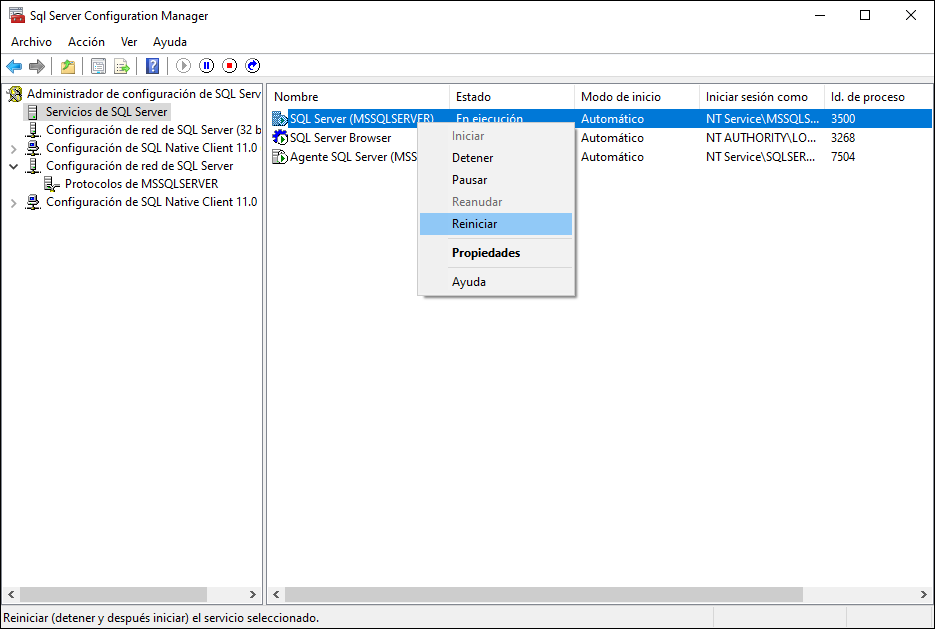 Sql Server Configuration Manager
Archivo Acción Ver Ayuda
Administrador de configuración de SQL Serv
Servicios de SQL Server
Configuración de red de SQL Server (32 b
Configuración de SQL Native Client 11.0
Configuración de red de SQL Server
Protocolos de MSSQLSERVER
Configuración de SQL Native Client 11.0
Nombre Estado Modo de inicio Iniciar sesión como Id. de proceso
SQL Server (MSSQLSERVER) En ejecución Automático NT Service\MSSQLS... 3500
SQL Server Browser Automático NT AUTHORITY\LO... 3268
Agente SQL Server (MSS Automático NT Service\SQLSER... 7504
Iniciar
Detener
Pausar
Reanudar
Reiniciar
Propiedades
Ayuda
Reiniciar (detener y después iniciar) el servicio seleccionado.